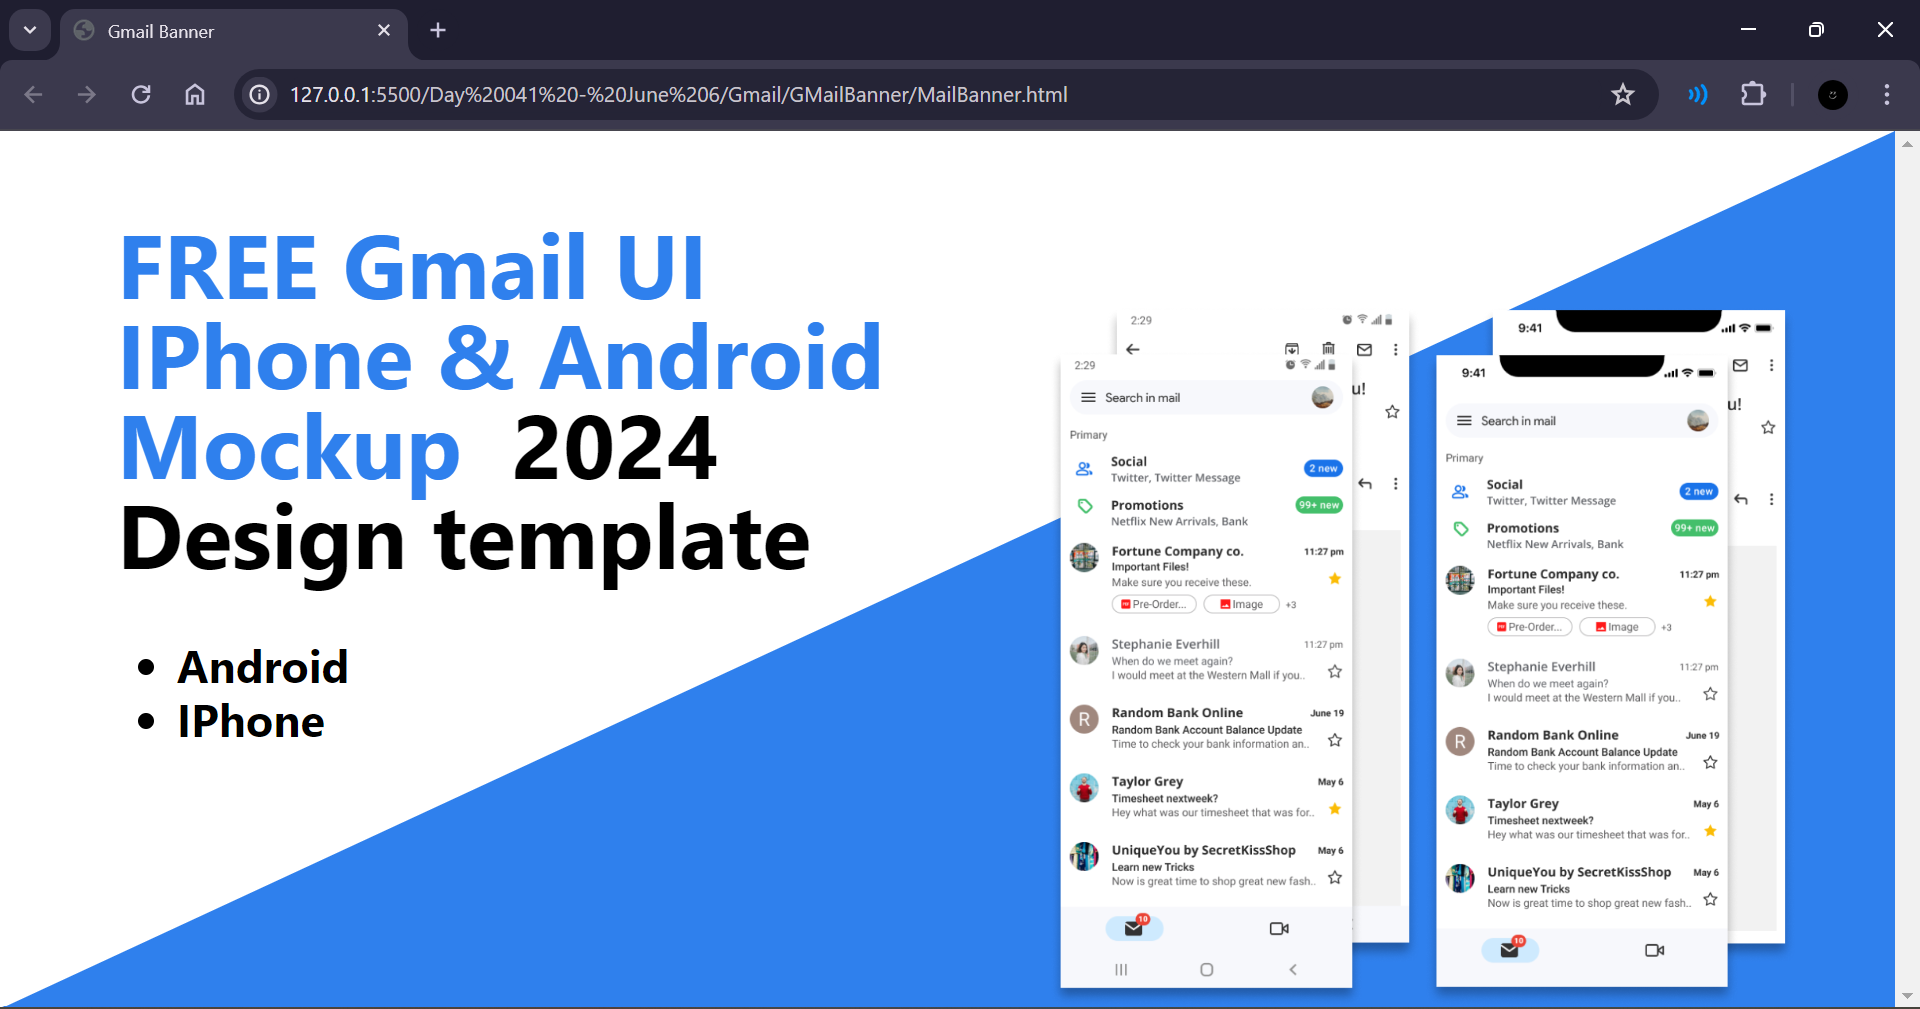 Gmail Banner
127.0.0.1:5500/Day%20041%20-%20June%206/Gmail/GMailBanner/MailBanner.html
FREE Gmail UI
IPhone & Android
Mockup 2024
Design template
Android
IPhone
2:29
u!
2:29
Search in mail
Primary
Social
2 new
Twitter, Twitter Message
Promotions
99+ new
Netflix New Arrivals, Bank
Fortune Company co.
11:27 pm
Important Files!
Make sure you receive these.
PDF
Pre-Order...
Image
+3
Stephanie Everhill
11:27 pm
When do we meet again?
I would meet at the Western Mall if you..
R
Random Bank Online
June 19
Random Bank Account Balance Update
Time to check your bank information an..
Taylor Grey
May 6
Timesheet nextweek?
Hey what was our timesheet that was for..
UniqueYou by SecretKissShop
May 6
Learn new Tricks
Now is great time to shop great new fash..
10
9:41
u!
9:41
Search in mail
Primary
Social
2 new
Twitter, Twitter Message
Promotions
99+ new
Netflix New Arrivals, Bank
Fortune Company co.
11:27 pm
Important Files!
Make sure you receive these.
PDF
Pre-Order...
Image
+3
Stephanie Everhill
11:27 pm
When do we meet again?
I would meet at the Western Mall if you..
R
Random Bank Online
June 19
Random Bank Account Balance Update
Time to check your bank information an..
Taylor Grey
May 6
Timesheet nextweek?
Hey what was our timesheet that was for..
UniqueYou by SecretKissShop
May 6
Learn new Tricks
Now is great time to shop great new fash..
10